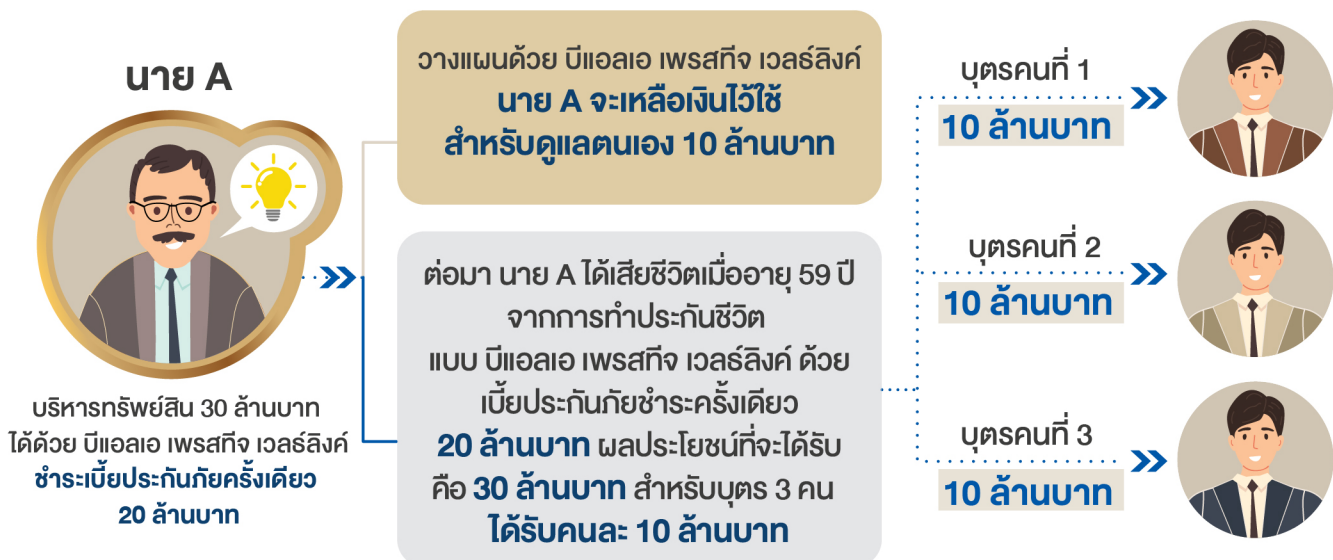 นาย A
บริหารทรัพย์สิน 30 ล้านบาท
ได้ด้วย บีแอลเอ เพรสทีจ เวลธ์ลิงค์
ชำระเบี้ยประกันภัยครั้งเดียว
20 ล้านบาท
วางแผนด้วย บีแอลเอ เพรสทีจ เวลธ์ลิงค์
นาย A จะเหลือเงินไว้ใช้
สำหรับดูแลตนเอง 10 ล้านบาท
ต่อมา นาย A ได้เสียชีวิตเมื่ออายุ 59 ปี
จากการทำประกันชีวิต
แบบ บีแอลเอ เพรสทีจ เวลธ์ลิงค์ ด้วย
เบี้ยประกันภัยชำระครั้งเดียว
20 ล้านบาท ผลประโยชน์ที่จะได้รับ
คือ 30 ล้านบาท สำหรับบุตร 3 คน
ได้รับคนละ 10 ล้านบาท
บุตรคนที่ 1
10 ล้านบาท
บุตรคนที่ 2
10 ล้านบาท
บุตรคนที่ 3
10 ล้านบาท